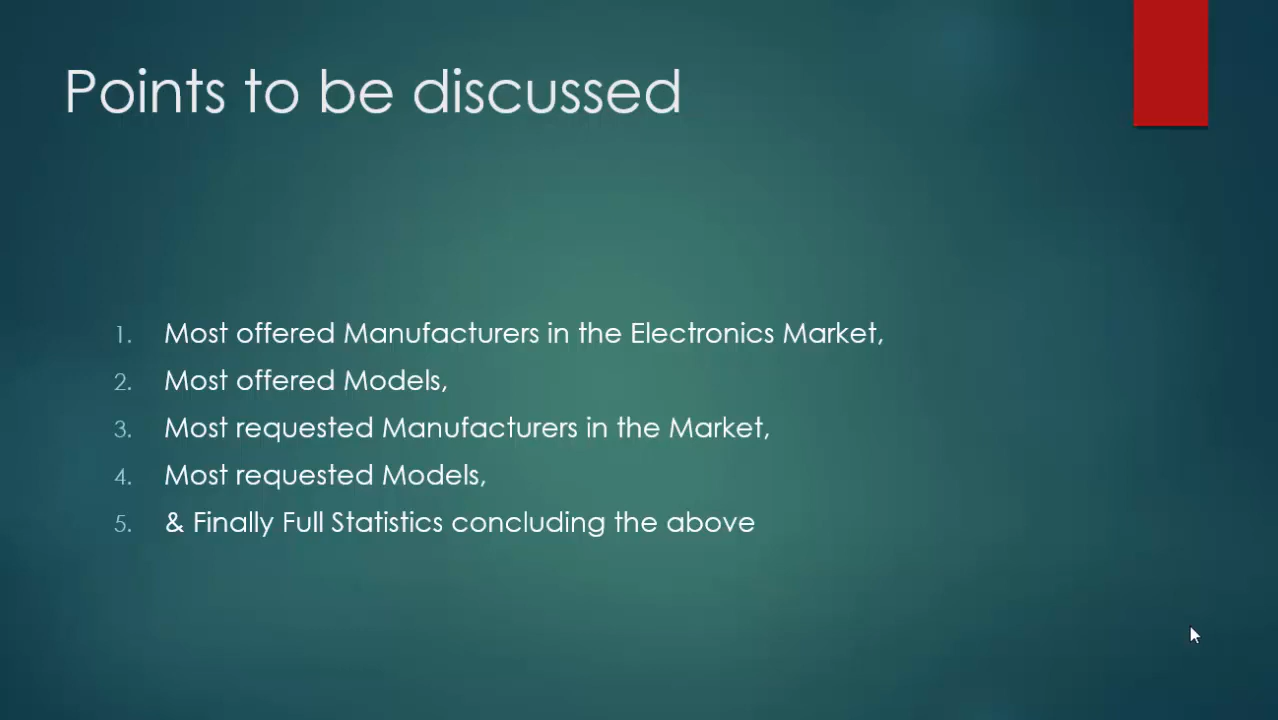 Points to be discussed
1. Most offered Manufacturers in the Electronics Market,
2. Most offered Models,
3. Most requested Manufacturers in the Market,
4. Most requested Models,
5. & Finally Full Statistics concluding the above